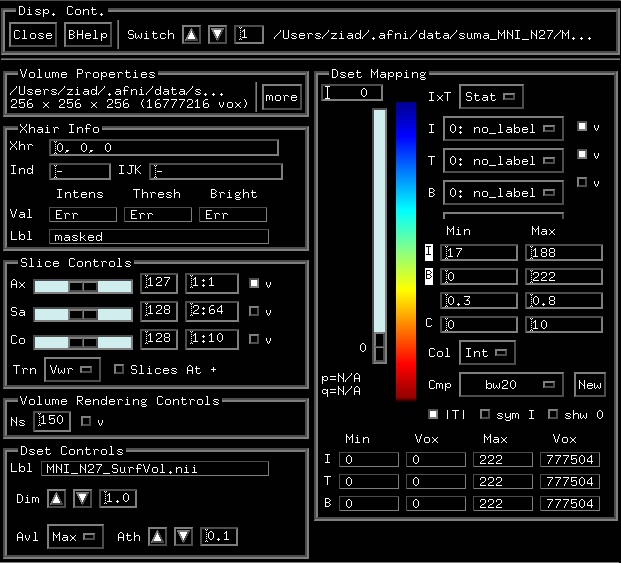 Disp. Cont.
Close BHelp Switch 1 /Users/ziad/.afni/data/suma_MNI_N27/M...
Volume Properties
/Users/ziad/.afni/data/s...
256 x 256 x 256 (16777216 vox)
more
Xhair Info
Xhr 0, 0, 0
Ind - IJK -
Intens Thresh Bright
Val Err Err Err
Lbl masked
Slice Controls
Ax 127 1:1 v
Sa 128 2:64 v
Co 128 1:10 v
Trn Vwr Slices At +
Volume Rendering Controls
Ns 150 v
Dset Controls
Lbl MNI_N27_SurfVol.nii
Dim 1.0
Avl Max Ath 0.1
Dset Mapping
I 0
IxT Stat
I 0: no_label v
T 0: no_label v
B 0: no_label v
Min Max
I 17 188
B 0 222
0.3 0.8
C 0 10
0
p=N/A
q=N/A
Col Int
Cmp bw20 New
|T| sym I shw 0
Min Vox Max Vox
I 0 0 222 777504
T 0 0 222 777504
B 0 0 222 777504